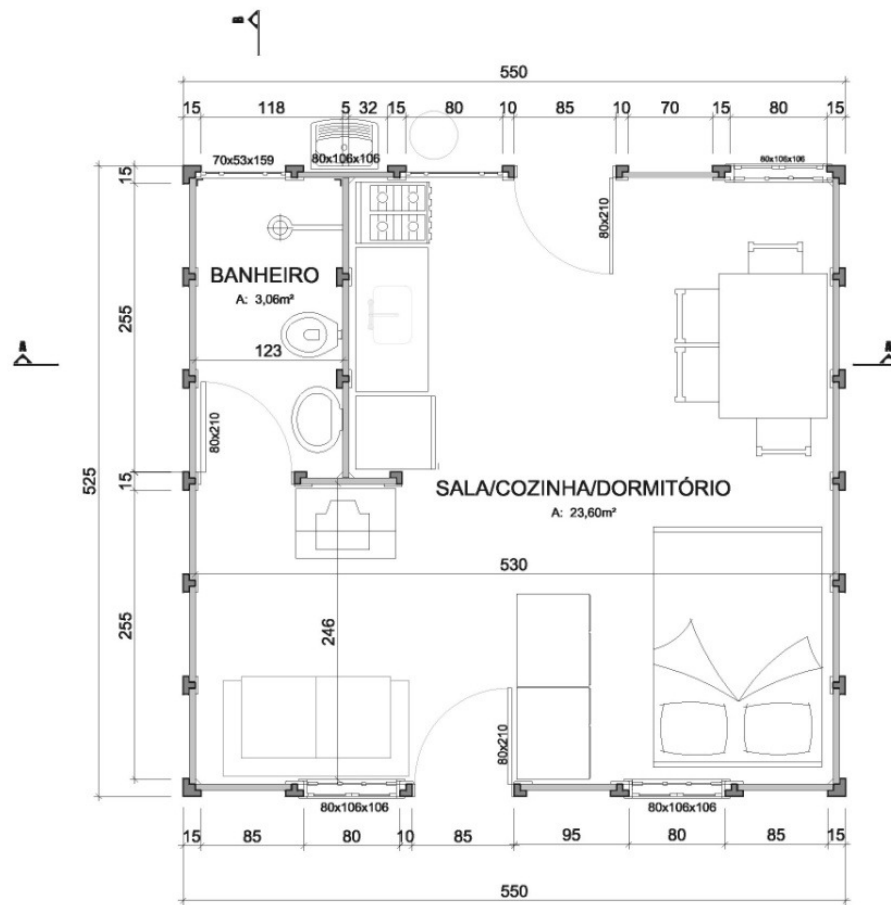 B
550
15 118 5 32 15 80 10 85 10 70 15 80 15
70x53x159 80x106x106 80x106x106
15
80x210
BANHEIRO
A: 3,06m²
255
123
A A
80x210
525
15
SALA/COZINHA/DORMITÓRIO
A: 23,60m²
530
246
255
80x210
80x106x106 80x106x106
15 85 80 10 85 95 80 85 15
550